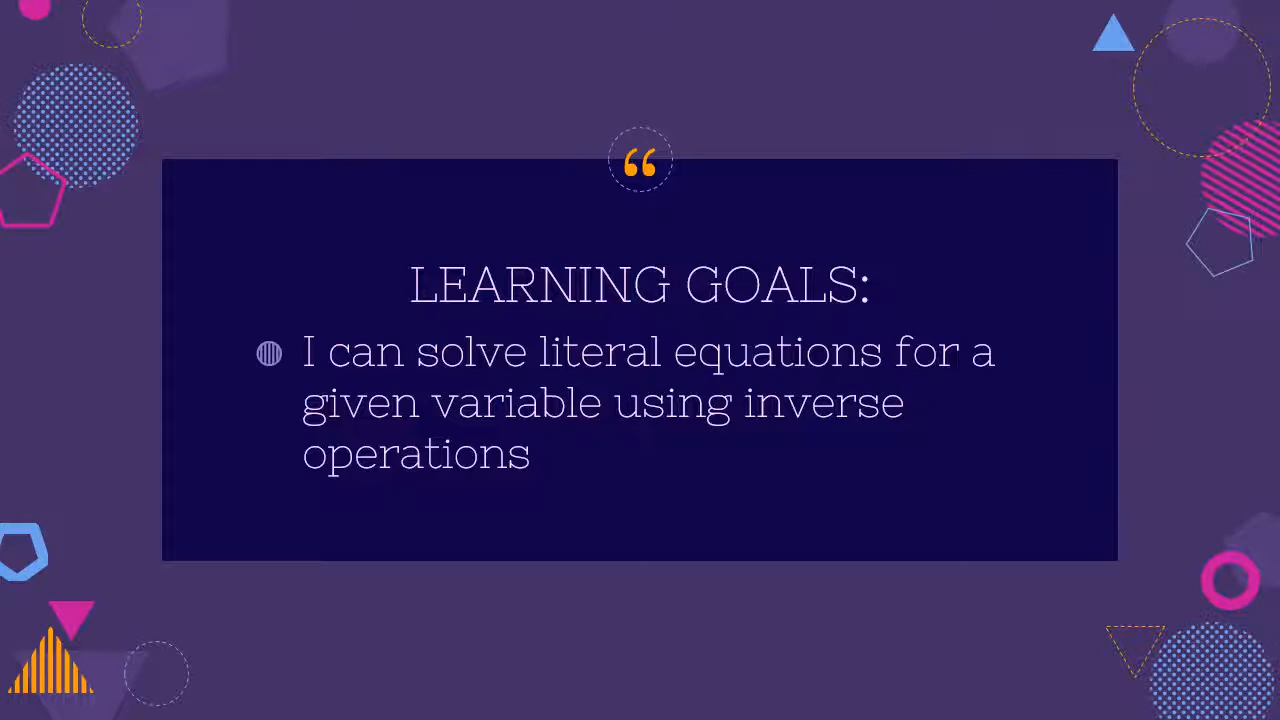 “
LEARNING GOALS:
I can solve literal equations for a
given variable using inverse
operations